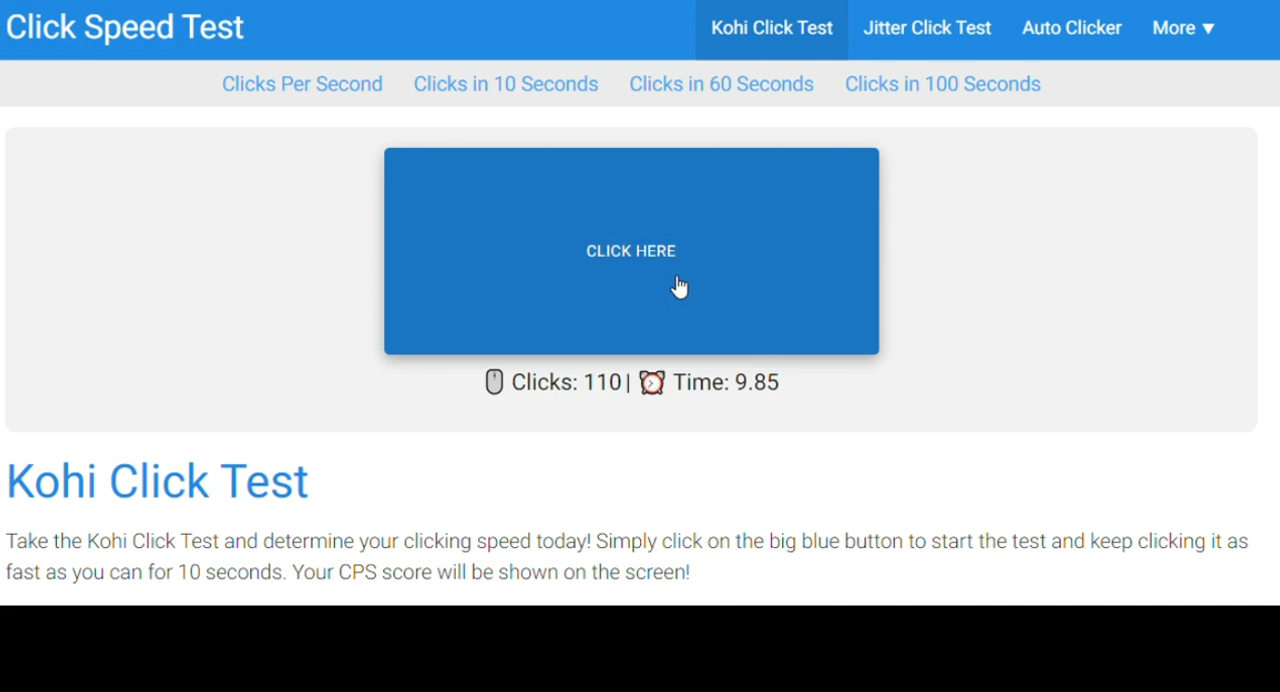 Click Speed Test
Kohi Click Test Jitter Click Test Auto Clicker More ▼
Clicks Per Second Clicks in 10 Seconds Clicks in 60 Seconds Clicks in 100 Seconds
CLICK HERE
Clicks: 110 | Time: 9.85
Kohi Click Test
Take the Kohi Click Test and determine your clicking speed today! Simply click on the big blue button to start the test and keep clicking it as
fast as you can for 10 seconds. Your CPS score will be shown on the screen!